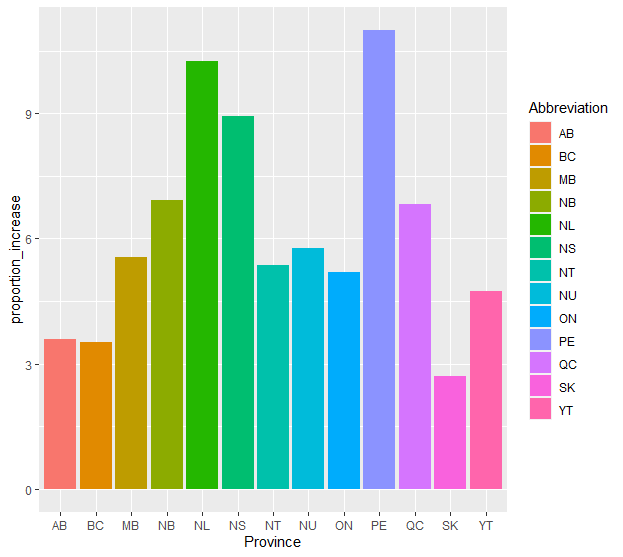 proportion_increase
9
6
3
0
AB BC MB NB NL NS NT NU ON PE QC SK YT
Province
Abbreviation
AB
BC
MB
NB
NL
NS
NT
NU
ON
PE
QC
SK
YT